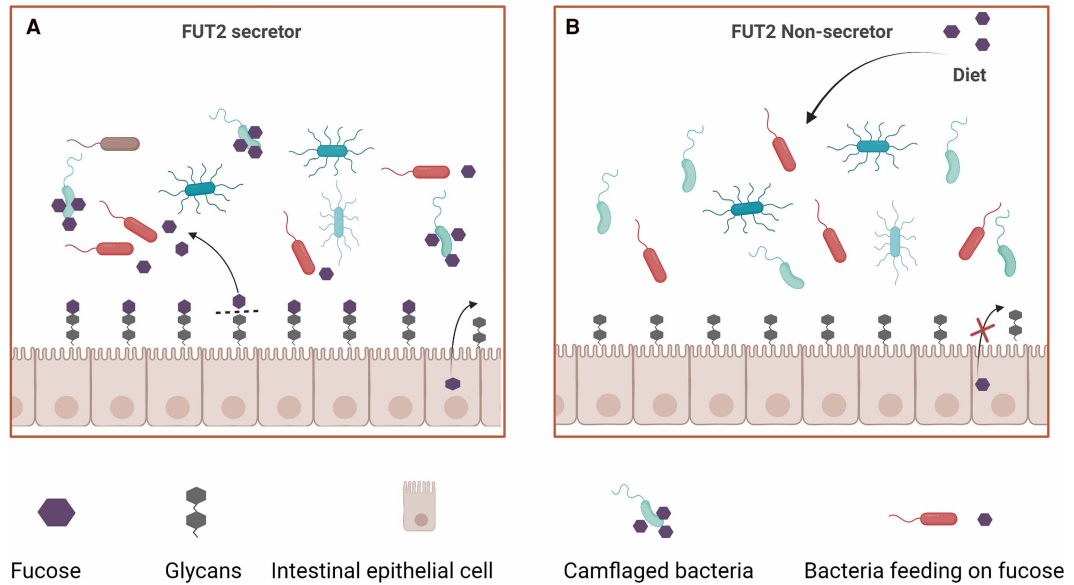 A
FUT2 secretor
B
FUT2 Non-secretor
Diet
Fucose
Glycans
Intestinal epithelial cell
Camflaged bacteria
Bacteria feeding on fucose